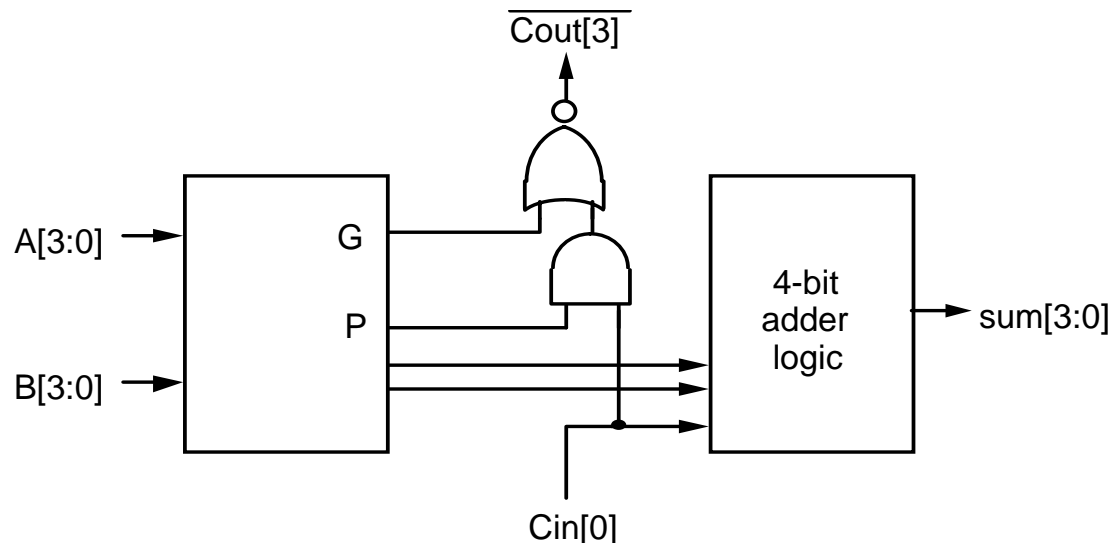 Cout[3]
A[3:0]
G
P
B[3:0]
4-bit
adder
logic
sum[3:0]
Cin[0]